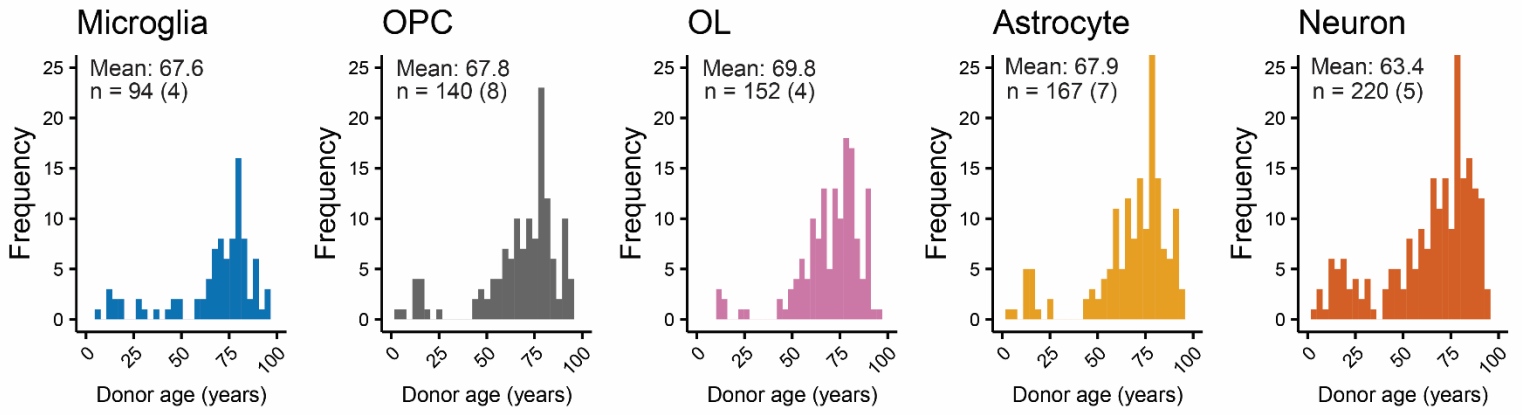 Microglia
Mean: 67.6
n = 94 (4)
Frequency
25
20
15
10
5
0
0 25 50 75 100
Donor age (years)
OPC
Mean: 67.8
n = 140 (8)
Frequency
25
20
15
10
5
0
0 25 50 75 100
Donor age (years)
OL
Mean: 69.8
n = 152 (4)
Frequency
25
20
15
10
5
0
0 25 50 75 100
Donor age (years)
Astrocyte
Mean: 67.9
n = 167 (7)
Frequency
25
20
15
10
5
0
0 25 50 75 100
Donor age (years)
Neuron
Mean: 63.4
n = 220 (5)
Frequency
25
20
15
10
5
0
0 25 50 75 100
Donor age (years)